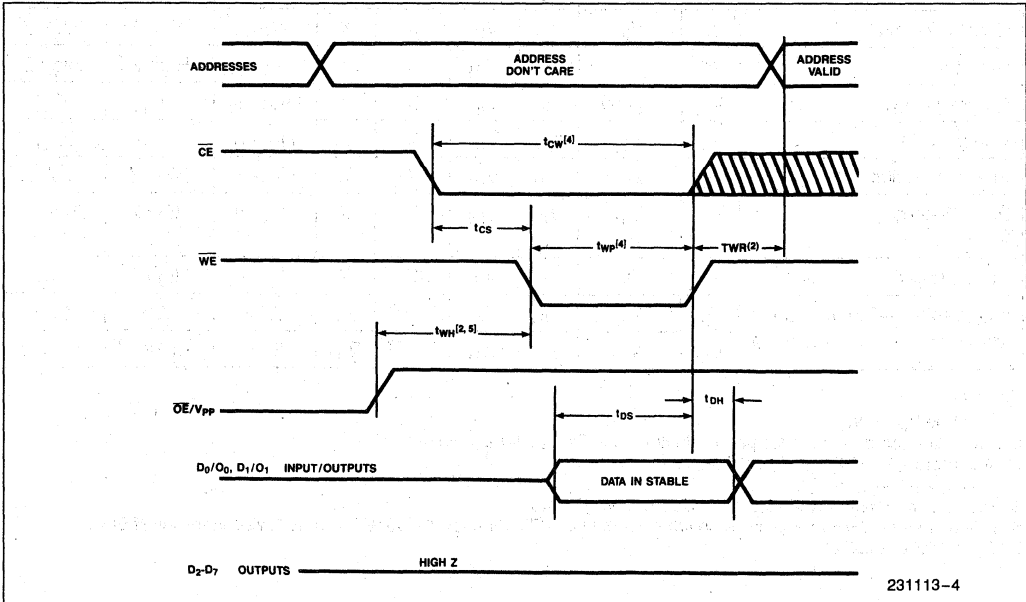 ADDRESSES
ADDRESS
DON'T CARE
ADDRESS
VALID
CE
tCW[4]
tCS
tWP[4]
TWR(2)
WE
tWH[2, 5]
OE/VPP
tDS
tDH
D0/O0, D1/O1 INPUT/OUTPUTS
DATA IN STABLE
D2-D7 OUTPUTS
HIGH Z
231113-4